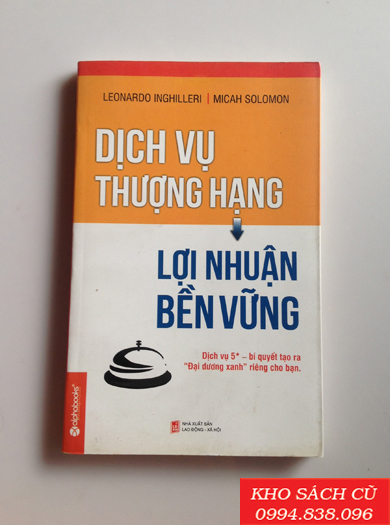 LEONARDO INGHILLERI | MICAH SOLOMON
DỊCH VỤ
THƯỢNG HẠNG
LỢI NHUẬN
BỀN VỮNG
Dịch vụ 5* – bí quyết tạo ra
“Đại dương xanh” riêng cho bạn.
alphabooks
NHÀ XUẤT BẢN
LAO ĐỘNG - XÃ HỘI
KHO SÁCH CŨ
0994.838.096